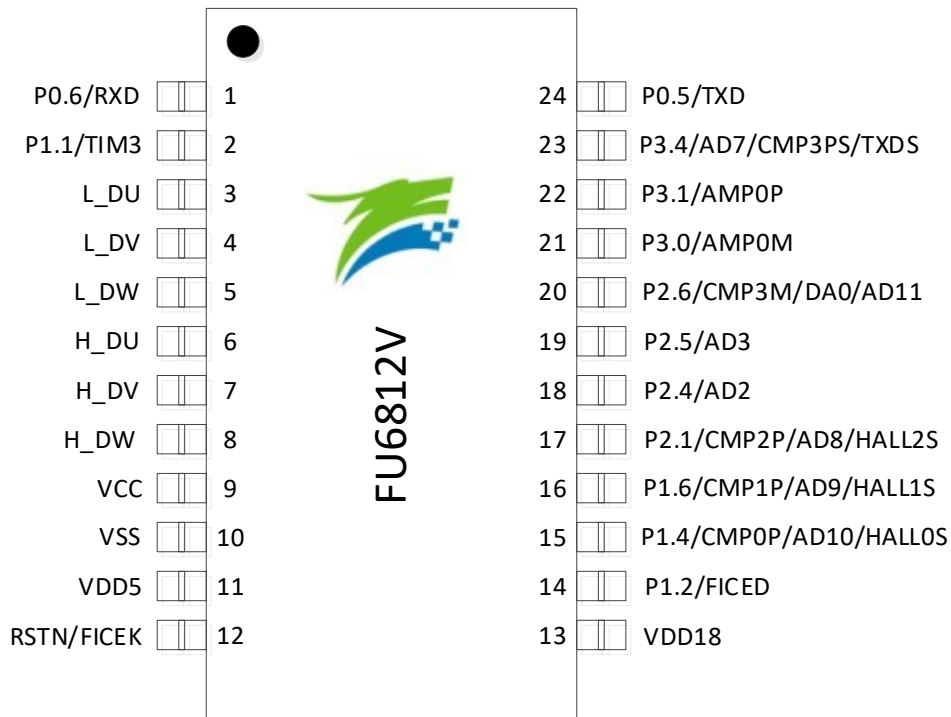 P0.6/RXD 1 24 P0.5/TXD
P1.1/TIM3 2 23 P3.4/AD7/CMP3PS/TXDS
L_DU 3 22 P3.1/AMP0P
L_DV 4 21 P3.0/AMP0M
L_DW 5 20 P2.6/CMP3M/DA0/AD11
H_DU 6 19 P2.5/AD3
H_DV 7 18 P2.4/AD2
H_DW 8 17 P2.1/CMP2P/AD8/HALL2S
VCC 9 16 P1.6/CMP1P/AD9/HALL1S
VSS 10 15 P1.4/CMP0P/AD10/HALL0S
VDD5 11 14 P1.2/FICED
RSTN/FICEK 12 13 VDD18
FU6812V